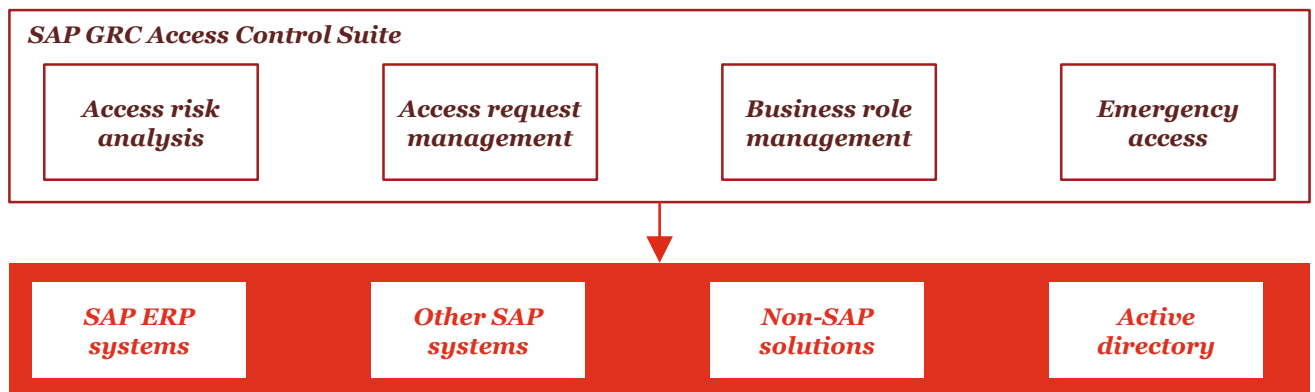 SAP GRC Access Control Suite
Access risk
analysis
Access request
management
Business role
management
Emergency
access
SAP ERP
systems
Other SAP
systems
Non-SAP
solutions
Active
directory